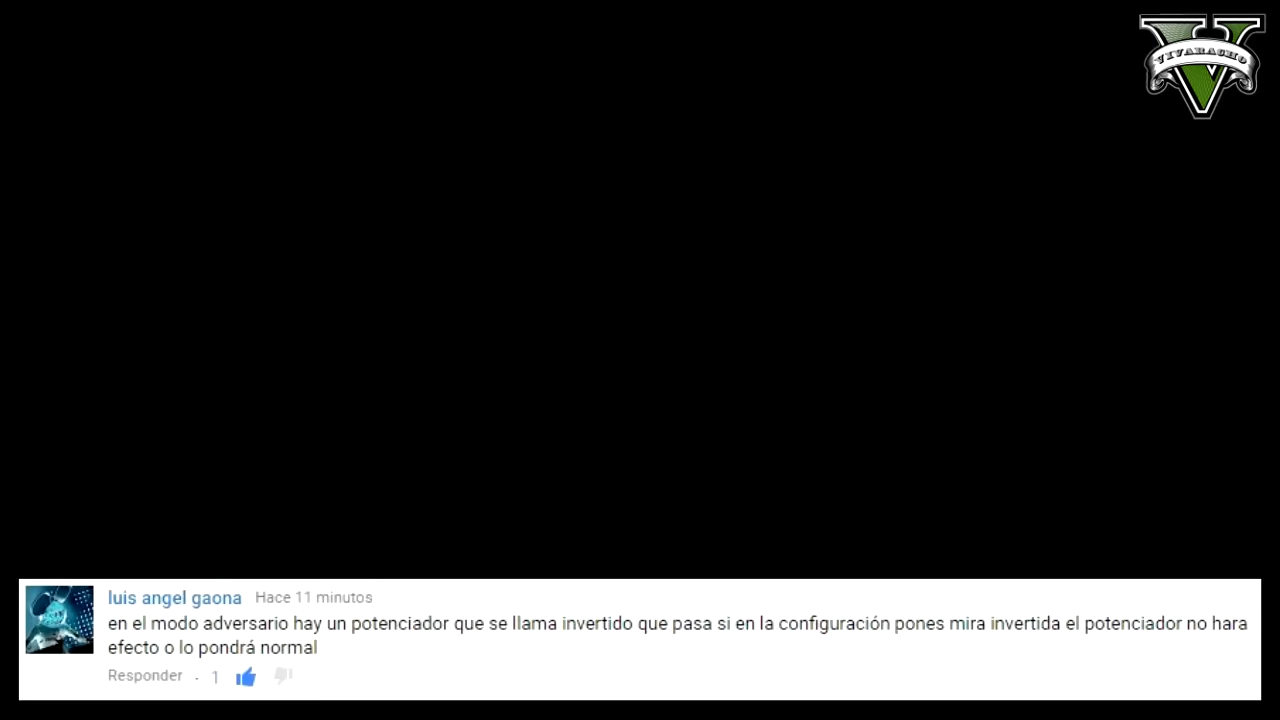 VIVARACHO
luis angel gaona Hace 11 minutos
en el modo adversario hay un potenciador que se llama invertido que pasa si en la configuración pones mira invertida el potenciador no hara
efecto o lo pondrá normal
Responder . 1